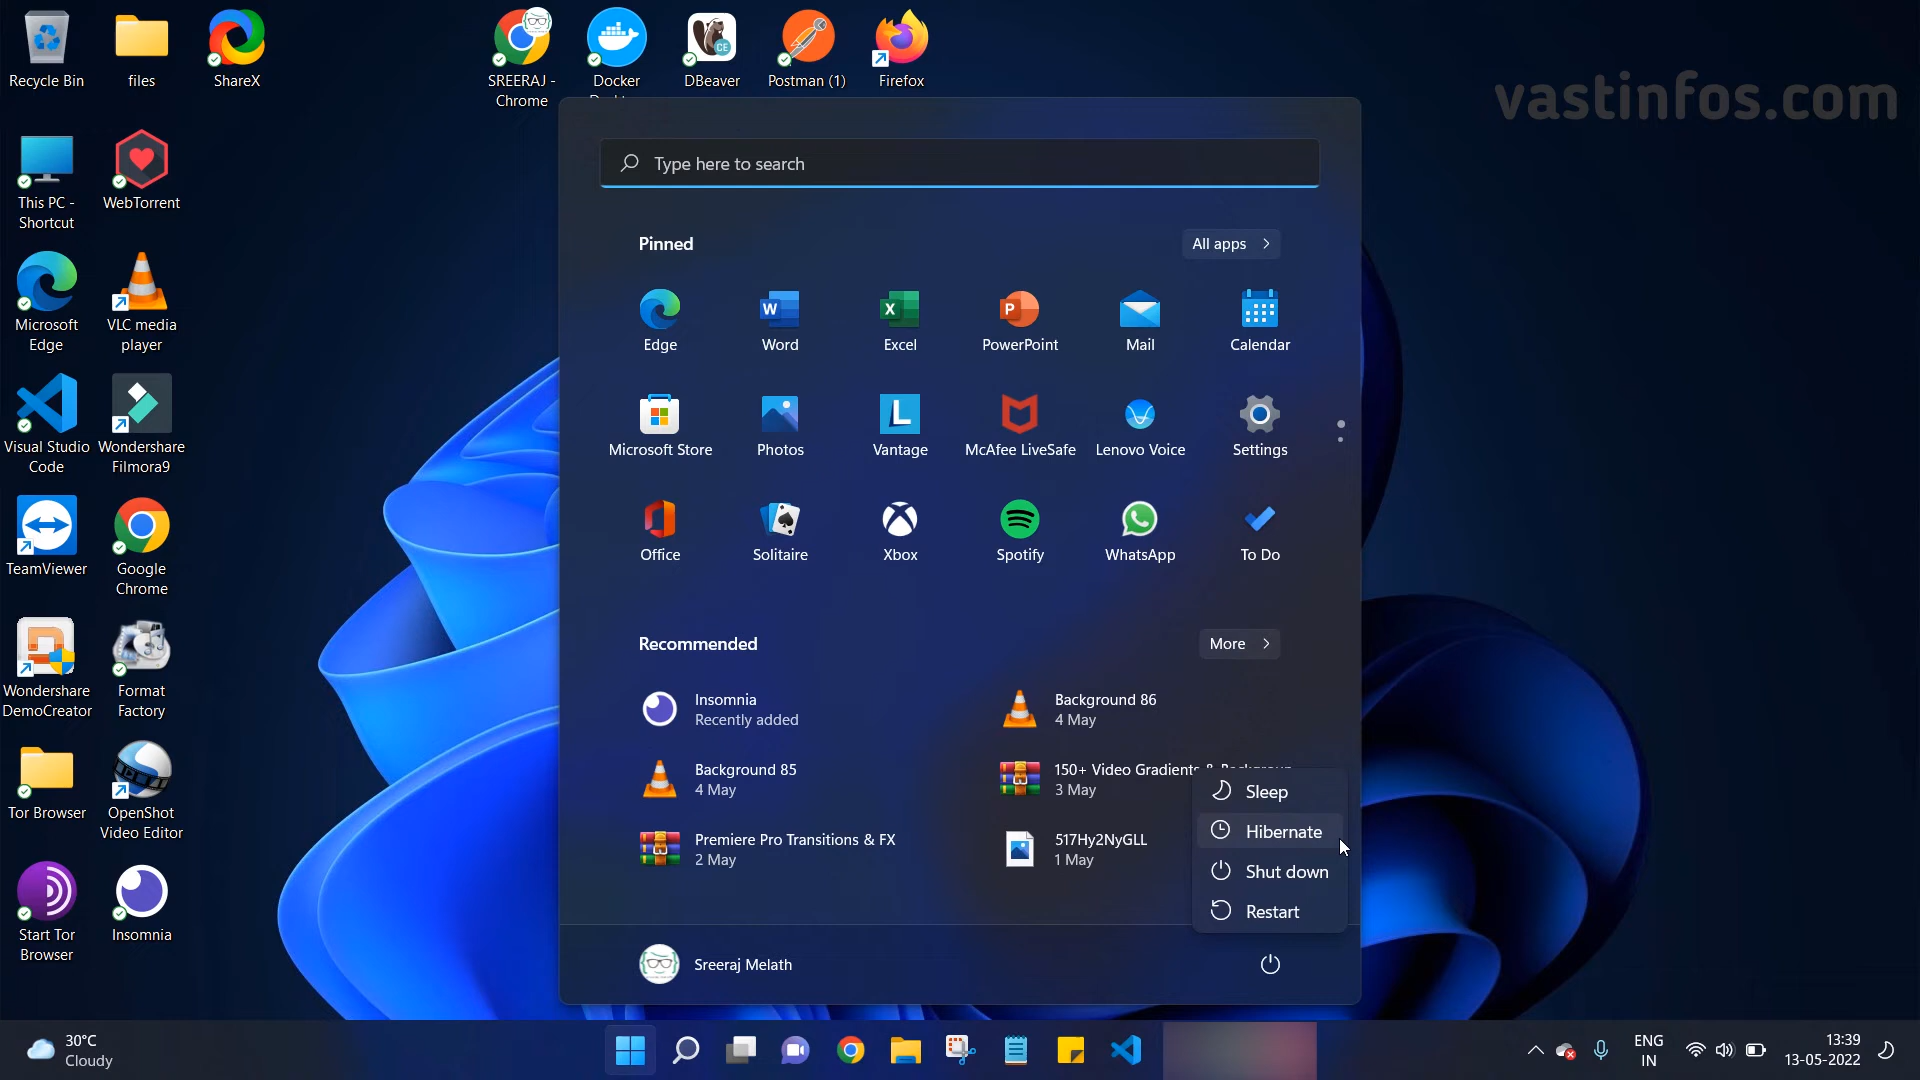 Recycle Bin
files
ShareX
SREERAJ -
Chrome
Docker
DBeaver
Postman (1)
Firefox
vastinfos.com
This PC -
Shortcut
WebTorrent
Microsoft
Edge
VLC media
player
Visual Studio
Code
Wondershare
Filmora9
TeamViewer
Google
Chrome
Wondershare
DemoCreator
Format
Factory
Tor Browser
OpenShot
Video Editor
Start Tor
Browser
Insomnia
Type here to search
Pinned
All apps
Edge
Word
Excel
PowerPoint
Mail
Calendar
Microsoft Store
Photos
Vantage
McAfee LiveSafe
Lenovo Voice
Settings
Office
Solitaire
Xbox
Spotify
WhatsApp
To Do
Recommended
More
Insomnia
Recently added
Background 86
4 May
Background 85
4 May
150+ Video Gradients &
3 May
Premiere Pro Transitions & FX
2 May
517Hy2NyGLL
1 May
Sleep
Hibernate
Shut down
Restart
Sreeraj Melath
30°C
Cloudy
ENG
IN
13:39
13-05-2022